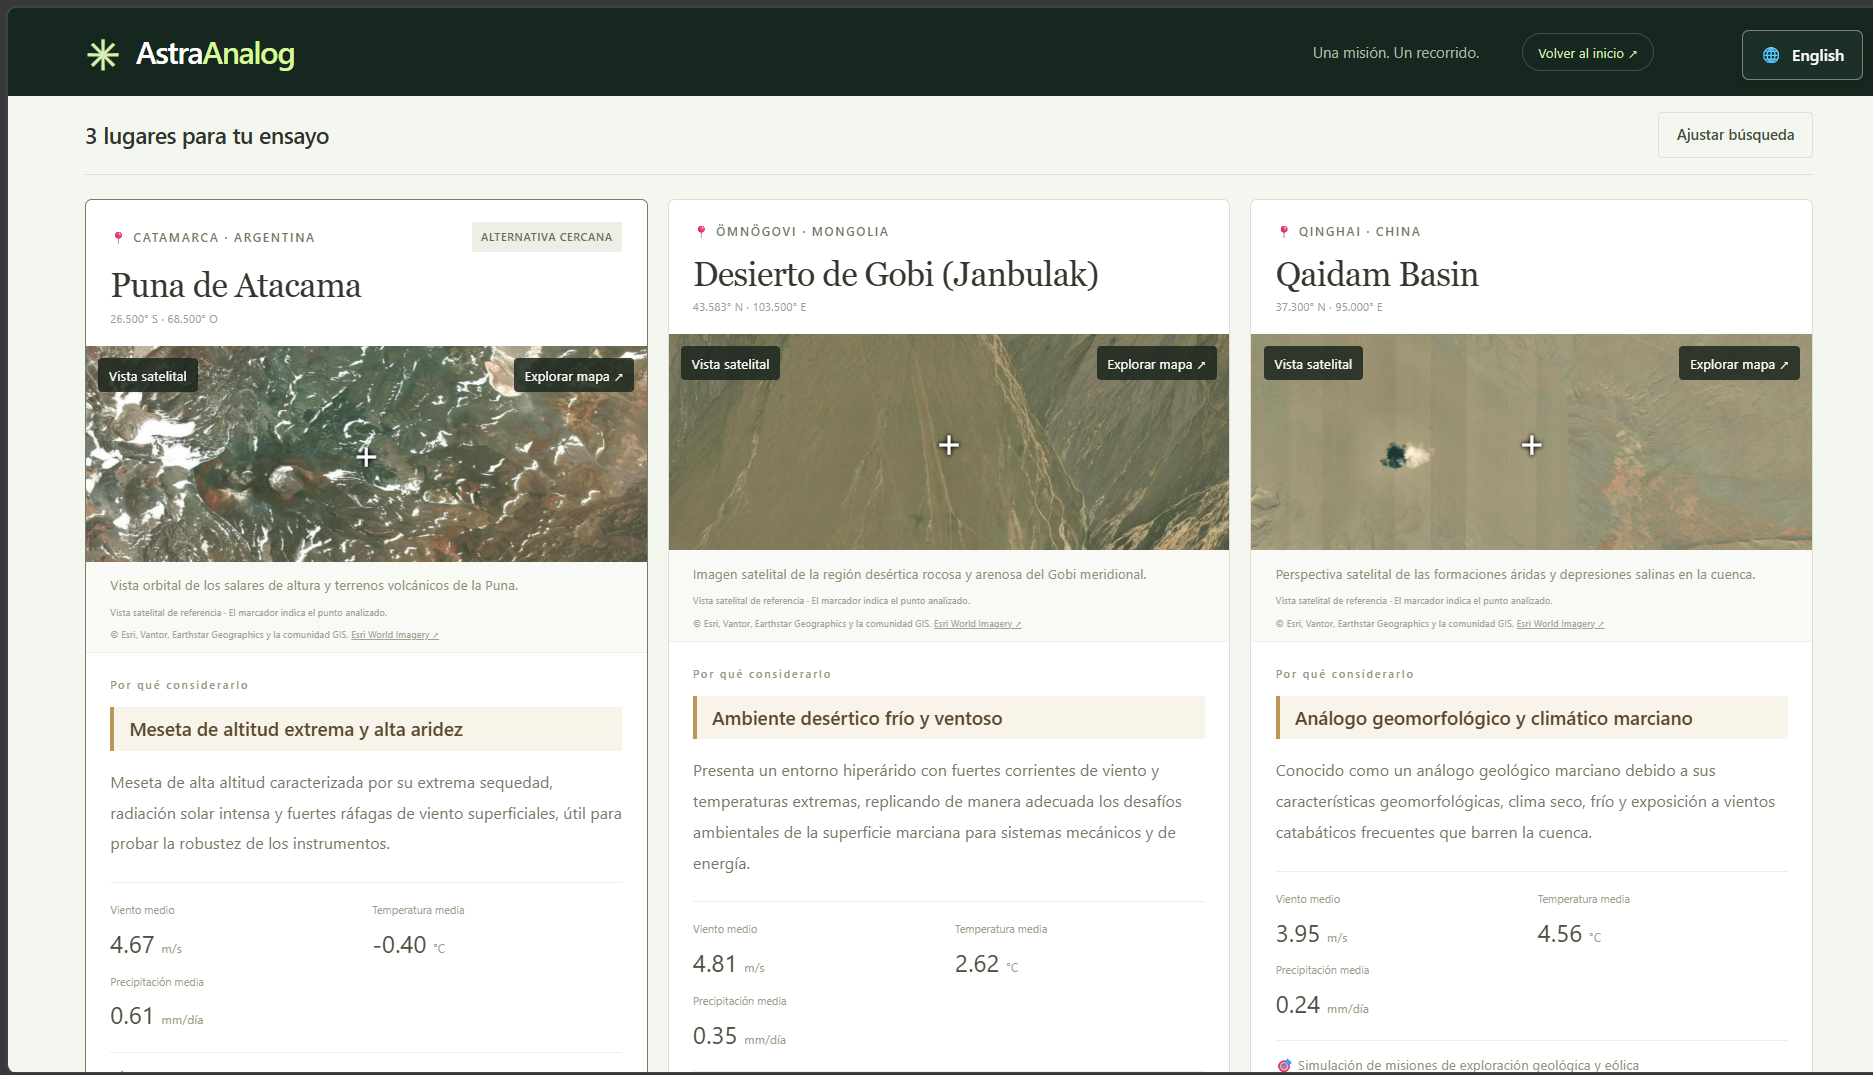 AstraAnalog
Una misión. Un recorrido.
Volver al inicio ↗
English
3 lugares para tu ensayo
Ajustar búsqueda
CATAMARCA · ARGENTINA
ALTERNATIVA CERCANA
Puna de Atacama
26.500° S · 68.500° O
Vista satelital
Explorar mapa ↗
Vista orbital de los salares de altura y terrenos volcánicos de la Puna.
Vista satelital de referencia · El marcador indica el punto analizado.
© Esri, Vantor, Earthstar Geographics y la comunidad GIS. Esri World Imagery ↗
Por qué considerarlo
Meseta de altitud extrema y alta aridez
Meseta de alta altitud caracterizada por su extrema sequedad,
radiación solar intensa y fuertes ráfagas de viento superficiales, útil para
probar la robustez de los instrumentos.
Viento medio
4.67 m/s
Temperatura media
-0.40 °C
Precipitación media
0.61 mm/día
ÖMNÖGOVI · MONGOLIA
Desierto de Gobi (Janbulak)
43.583° N · 103.500° E
Vista satelital
Explorar mapa ↗
Imagen satelital de la región desértica rocosa y arenosa del Gobi meridional.
Vista satelital de referencia · El marcador indica el punto analizado.
© Esri, Vantor, Earthstar Geographics y la comunidad GIS. Esri World Imagery ↗
Por qué considerarlo
Ambiente desértico frío y ventoso
Presenta un entorno hiperárido con fuertes corrientes de viento y
temperaturas extremas, replicando de manera adecuada los desafíos
ambientales de la superficie marciana para sistemas mecánicos y de
energía.
Viento medio
4.81 m/s
Temperatura media
2.62 °C
Precipitación media
0.35 mm/día
QINGHAI · CHINA
Qaidam Basin
37.300° N · 95.000° E
Vista satelital
Explorar mapa ↗
Perspectiva satelital de las formaciones áridas y depresiones salinas en la cuenca.
Vista satelital de referencia · El marcador indica el punto analizado.
© Esri, Vantor, Earthstar Geographics y la comunidad GIS. Esri World Imagery ↗
Por qué considerarlo
Análogo geomorfológico y climático marciano
Conocido como un análogo geológico marciano debido a sus
características geomorfológicas, clima seco, frío y exposición a vientos
catabáticos frecuentes que barren la cuenca.
Viento medio
3.95 m/s
Temperatura media
4.56 °C
Precipitación media
0.24 mm/día
Simulación de misiones de exploración geológica y eólica